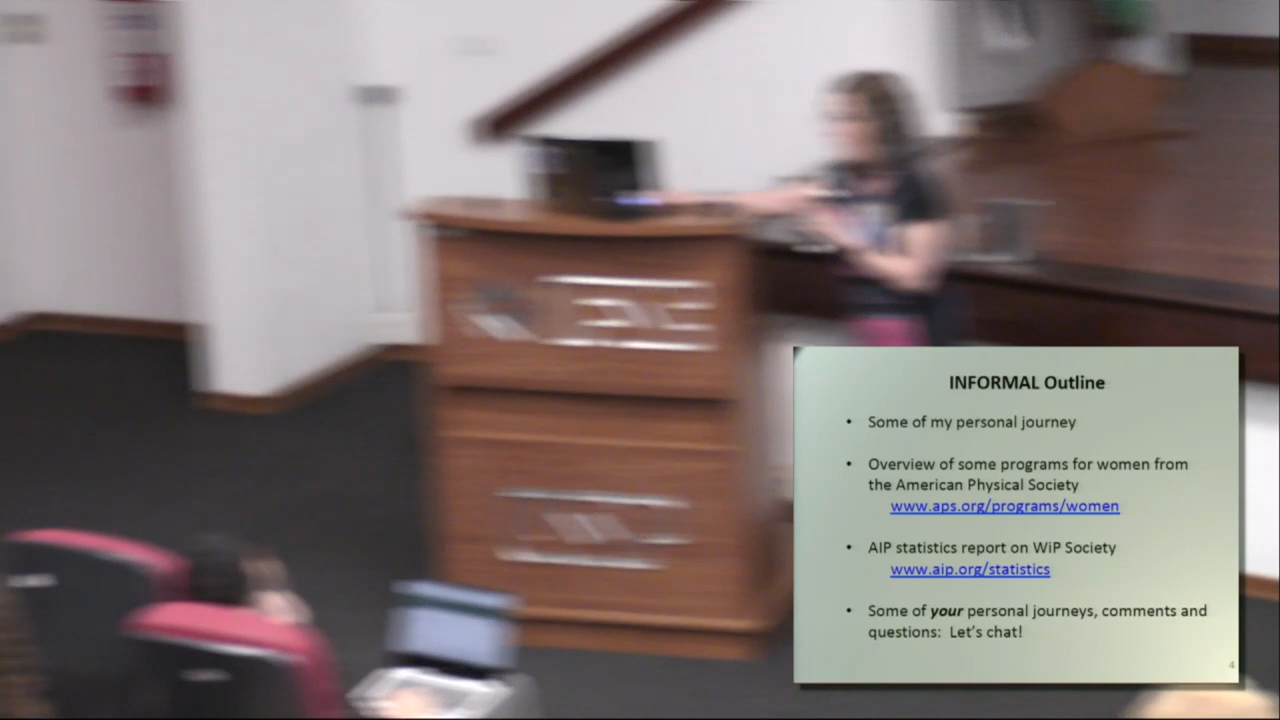 INFORMAL Outline
• Some of my personal journey
• Overview of some programs for women from
the American Physical Society
www.aps.org/programs/women
• AIP statistics report on WiP Society
www.aip.org/statistics
• Some of your personal journeys, comments and
questions: Let's chat!
4